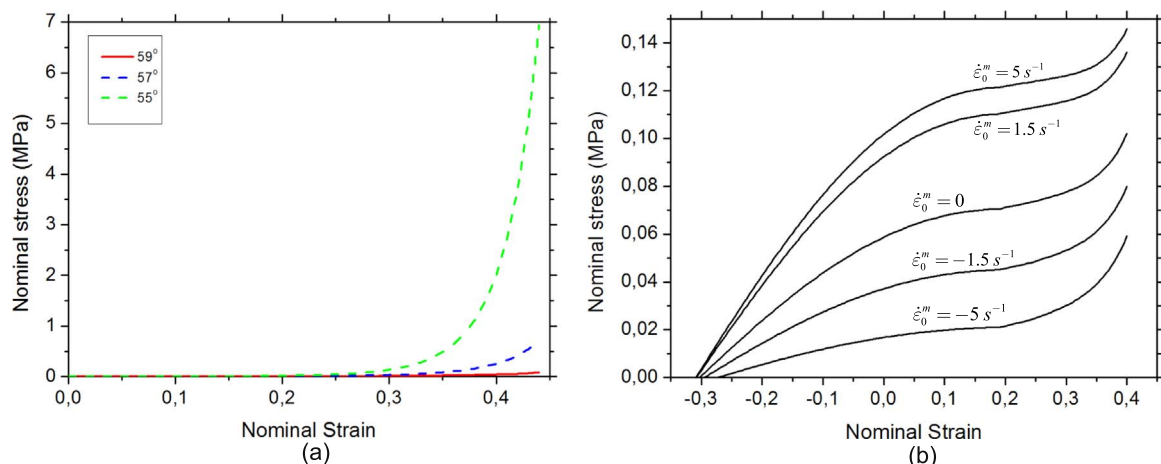 7
6
5
4
3
2
1
0
Nominal stress (MPa)
59°
57°
55°
0,0 0,1 0,2 0,3 0,4
Nominal Strain
(a)
0,14
0,12
0,10
0,08
0,06
0,04
0,02
0,00
Nominal stress (MPa)
ε̇₀ᵐ = 5 s⁻¹
ε̇₀ᵐ = 1.5 s⁻¹
ε̇₀ᵐ = 0
ε̇₀ᵐ = −1.5 s⁻¹
ε̇₀ᵐ = −5 s⁻¹
-0,3 -0,2 -0,1 0,0 0,1 0,2 0,3 0,4
Nominal Strain
(b)